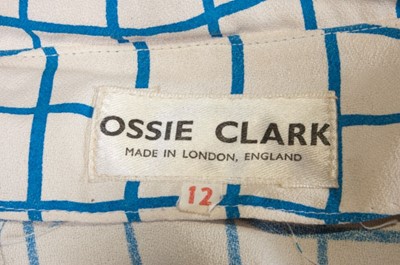 OSSIE CLARK
MADE IN LONDON, ENGLAND
12